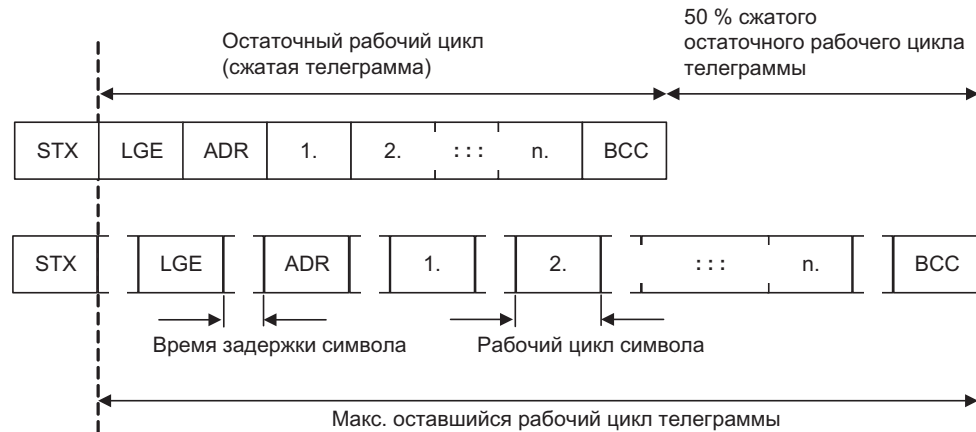 Остаточный рабочий цикл
(сжатая телеграмма)
50 % сжатого
остаточного рабочего цикла
телеграммы
STX LGE ADR 1. 2. : : : n. BCC
STX LGE ADR 1. 2. : : : n. BCC
Время задержки символа Рабочий цикл символа
Макс. оставшийся рабочий цикл телеграммы